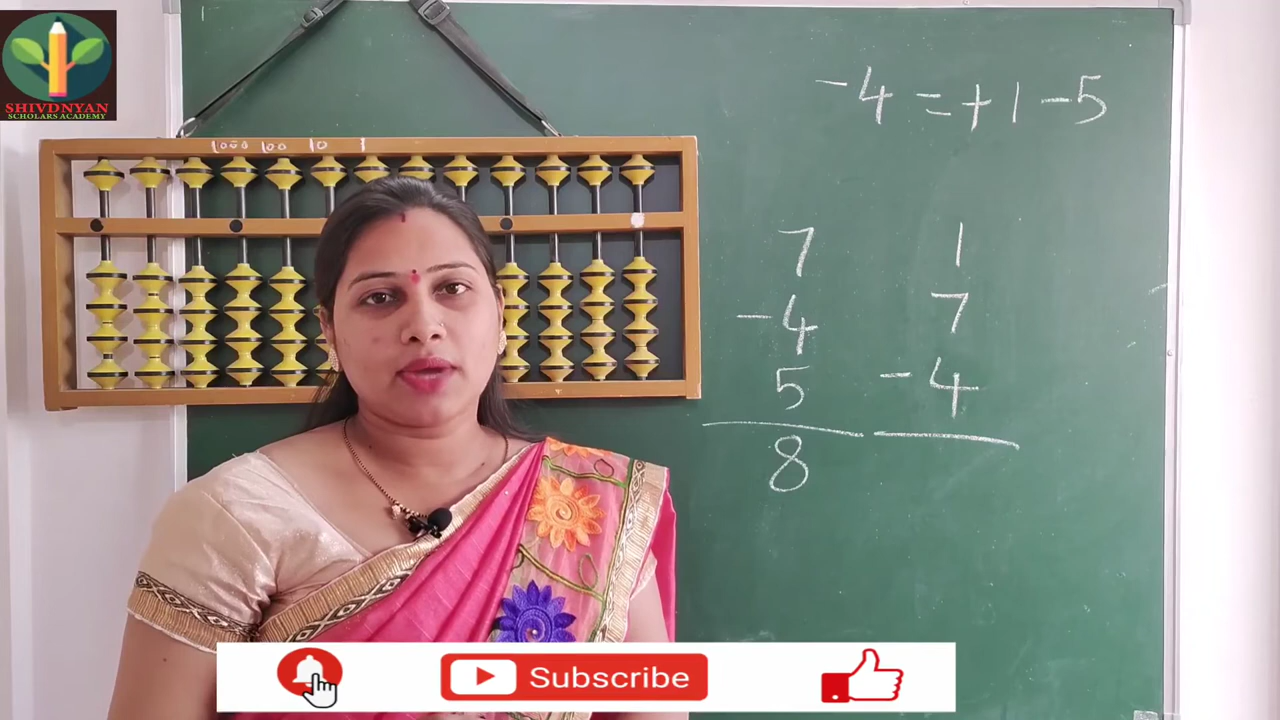 SHIVDNYAN
SCHOLARS ACADEMY
1000 100 10 1
-4 = +1-5
7
-4
5
8
1
7
-4
Subscribe